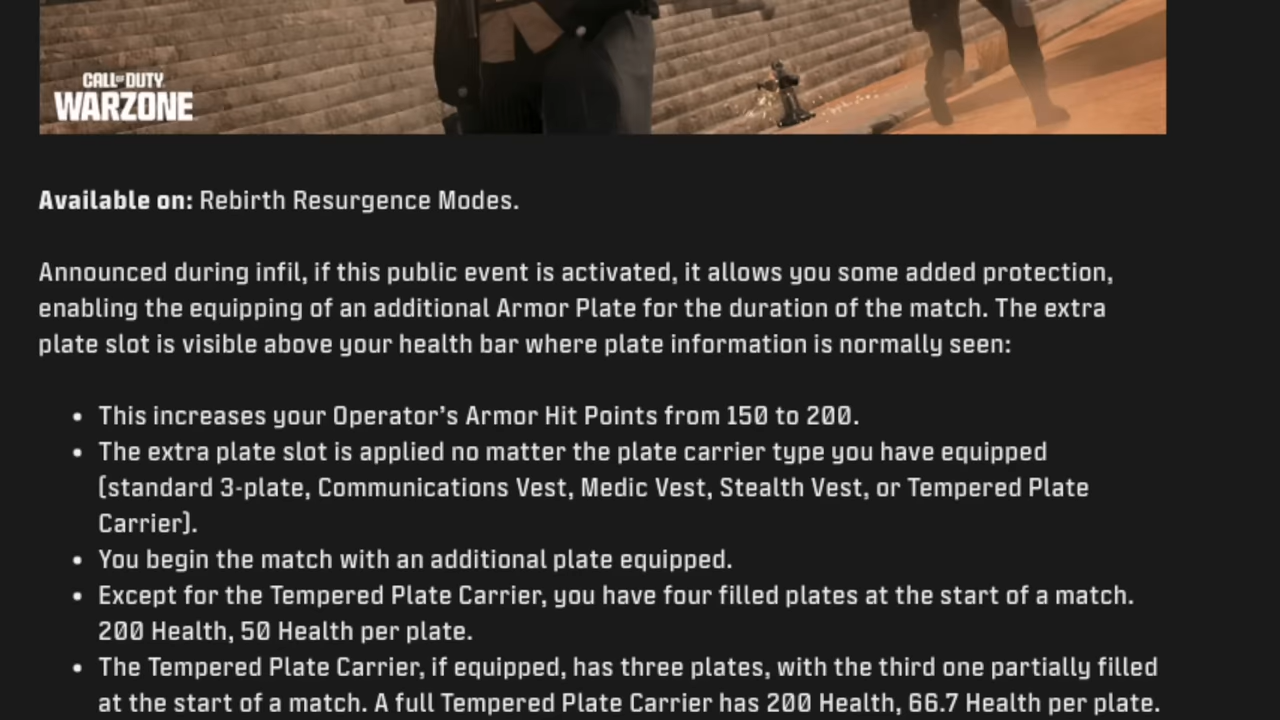 CALL OF DUTY
WARZONE
Available on: Rebirth Resurgence Modes.
Announced during infil, if this public event is activated, it allows you some added protection,
enabling the equipping of an additional Armor Plate for the duration of the match. The extra
plate slot is visible above your health bar where plate information is normally seen:
• This increases your Operator's Armor Hit Points from 150 to 200.
• The extra plate slot is applied no matter the plate carrier type you have equipped
(standard 3-plate, Communications Vest, Medic Vest, Stealth Vest, or Tempered Plate
Carrier).
• You begin the match with an additional plate equipped.
• Except for the Tempered Plate Carrier, you have four filled plates at the start of a match.
200 Health, 50 Health per plate.
• The Tempered Plate Carrier, if equipped, has three plates, with the third one partially filled
at the start of a match. A full Tempered Plate Carrier has 200 Health, 66.7 Health per plate.